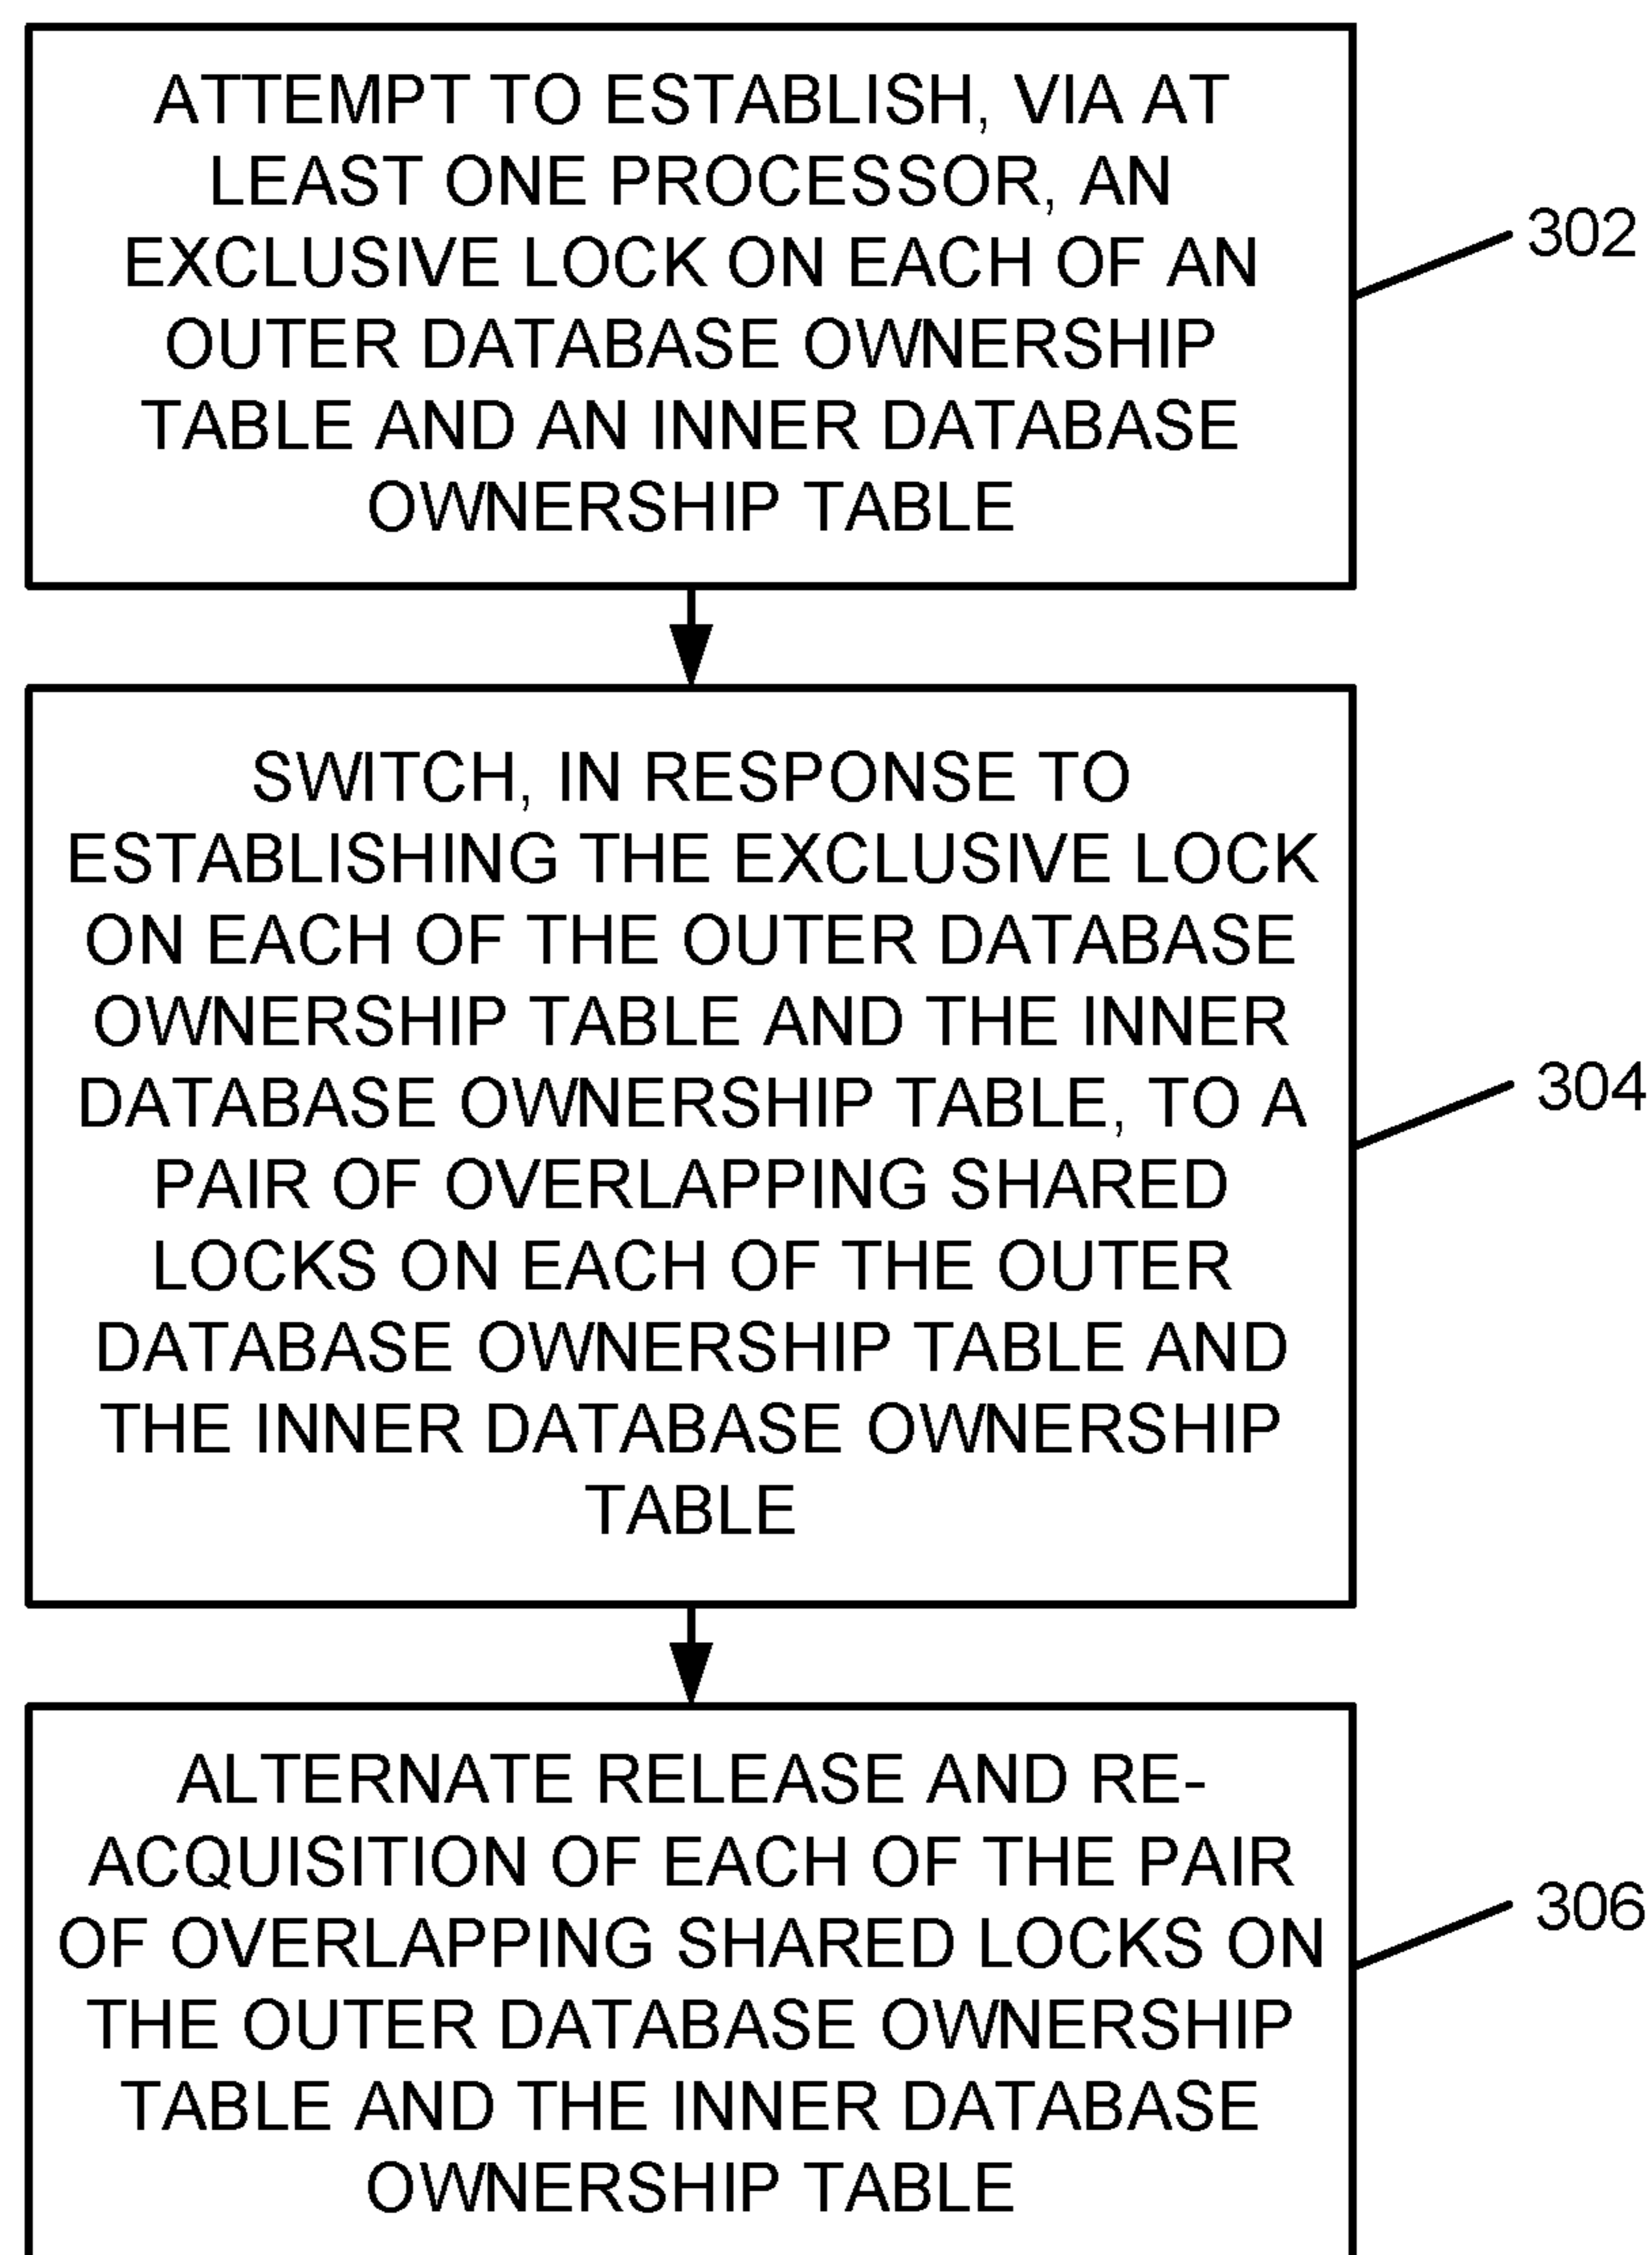 ATTEMPT TO ESTABLISH, VIA AT
LEAST ONE PROCESSOR, AN
EXCLUSIVE LOCK ON EACH OF AN
OUTER DATABASE OWNERSHIP
TABLE AND AN INNER DATABASE
OWNERSHIP TABLE
302
SWITCH, IN RESPONSE TO
ESTABLISHING THE EXCLUSIVE LOCK
ON EACH OF THE OUTER DATABASE
OWNERSHIP TABLE AND THE INNER
DATABASE OWNERSHIP TABLE, TO A
PAIR OF OVERLAPPING SHARED
LOCKS ON EACH OF THE OUTER
DATABASE OWNERSHIP TABLE AND
THE INNER DATABASE OWNERSHIP
TABLE
304
ALTERNATE RELEASE AND RE-
ACQUISITION OF EACH OF THE PAIR
OF OVERLAPPING SHARED LOCKS ON
THE OUTER DATABASE OWNERSHIP
TABLE AND THE INNER DATABASE
OWNERSHIP TABLE
306